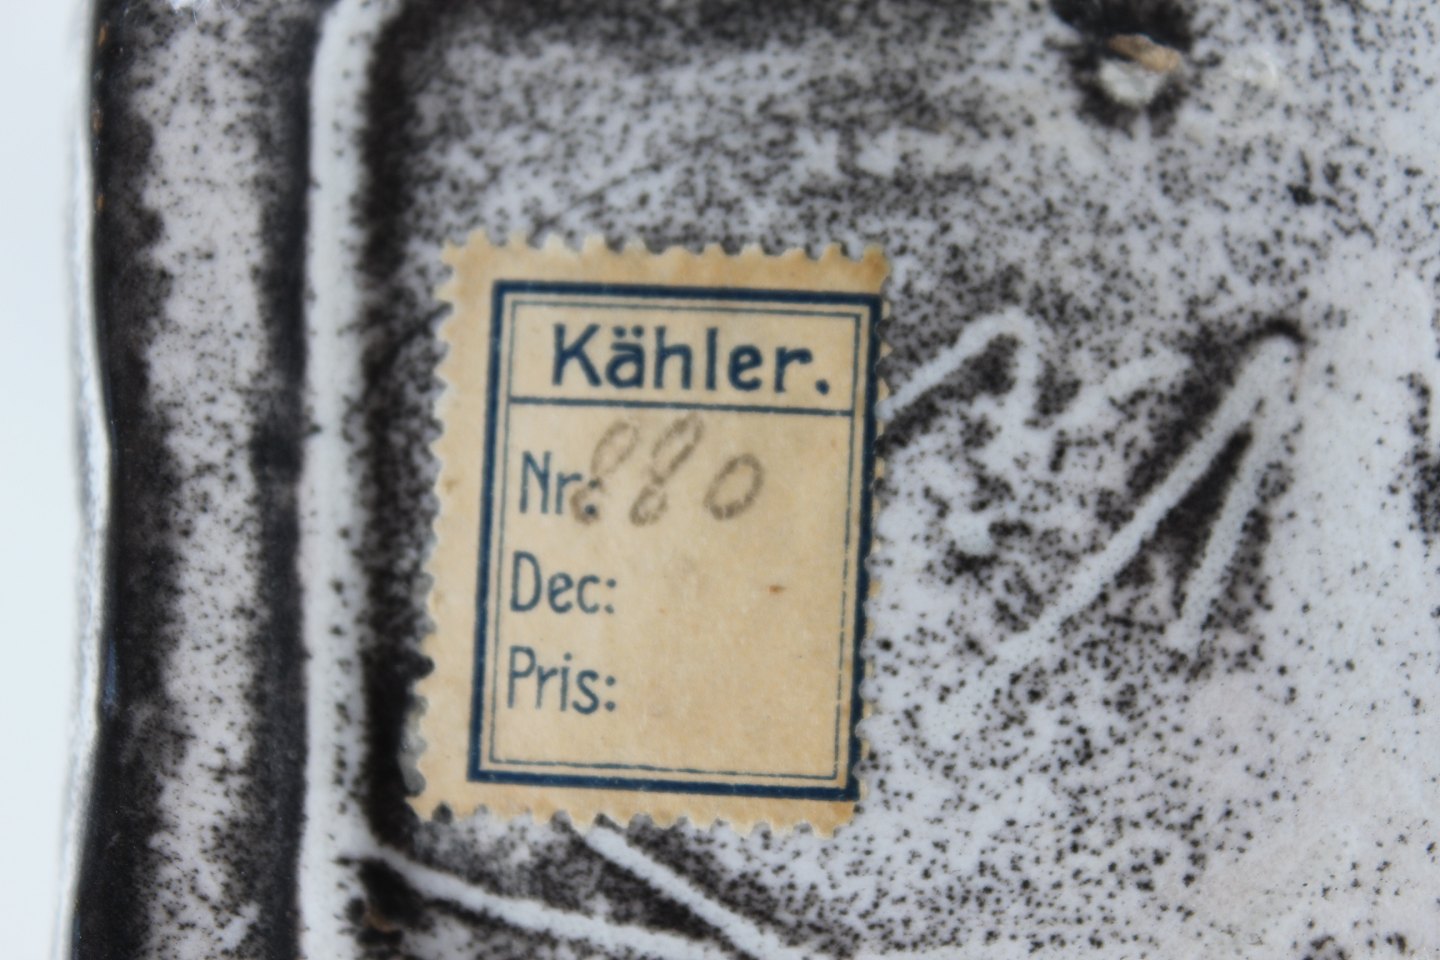 Kähler.
Nr: 880
Dec:
Pris: